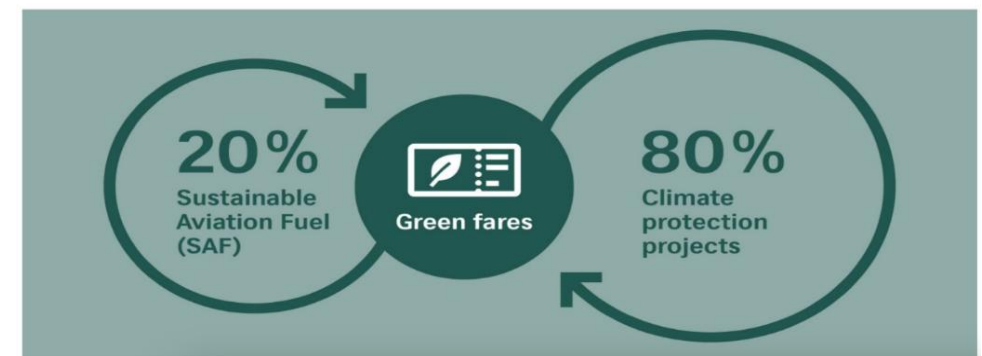 20%
Sustainable
Aviation Fuel
(SAF)
Green fares
80%
Climate
protection
projects